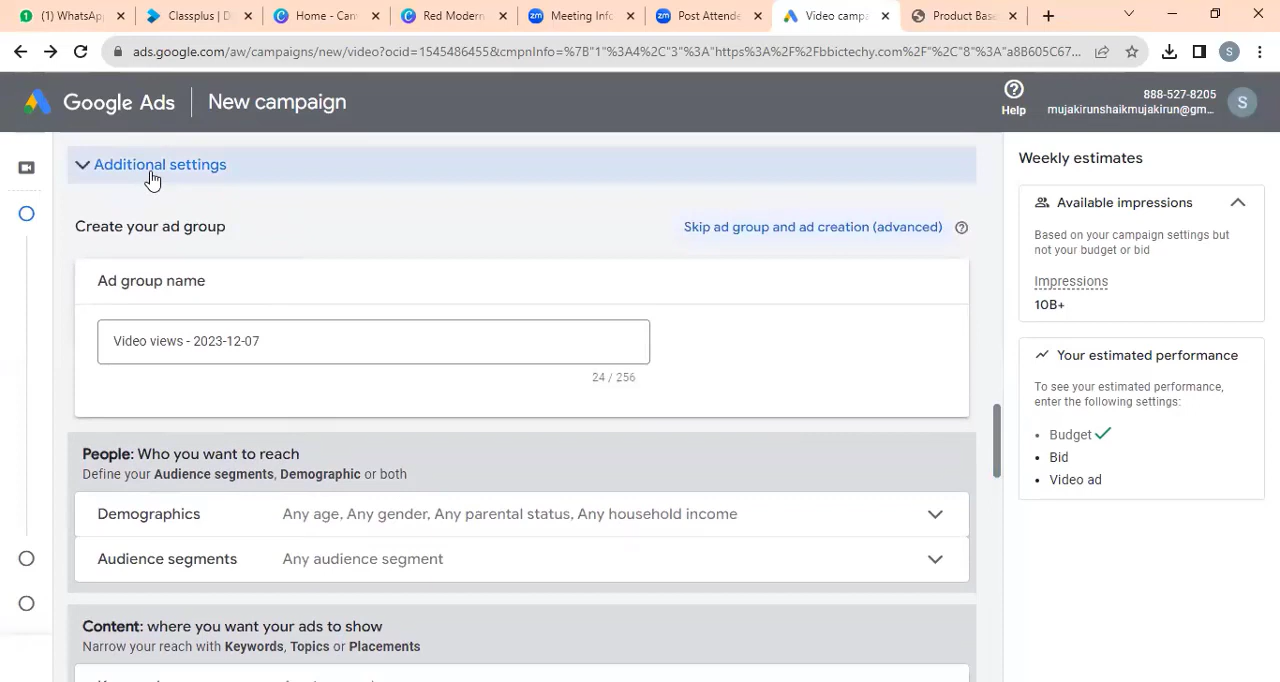 (1) WhatsA
Classplus | D
Home - Can
Red Modern
Meeting Info
Post Attende
Video campa
Product Base
ads.google.com/aw/campaigns/new/video?ocid=1545486455&cmpnInfo=%7B"1"%3A4%2C"3"%3A"https%3A%2F%2Fbbictechy.com%2F"%2C"8"%3A"a8B605C67...
S
Google Ads
New campaign
Help
888-527-8205
mujakirunshaikmujakirun@gm...
S
Additional settings
Create your ad group
Skip ad group and ad creation (advanced)
Ad group name
Video views - 2023-12-07
24 / 256
People: Who you want to reach
Define your Audience segments, Demographic or both
Demographics
Any age, Any gender, Any parental status, Any household income
Audience segments
Any audience segment
Content: where you want your ads to show
Narrow your reach with Keywords, Topics or Placements
Weekly estimates
Available impressions
Based on your campaign settings but
not your budget or bid
Impressions
10B+
Your estimated performance
To see your estimated performance,
enter the following settings:
• Budget
• Bid
• Video ad